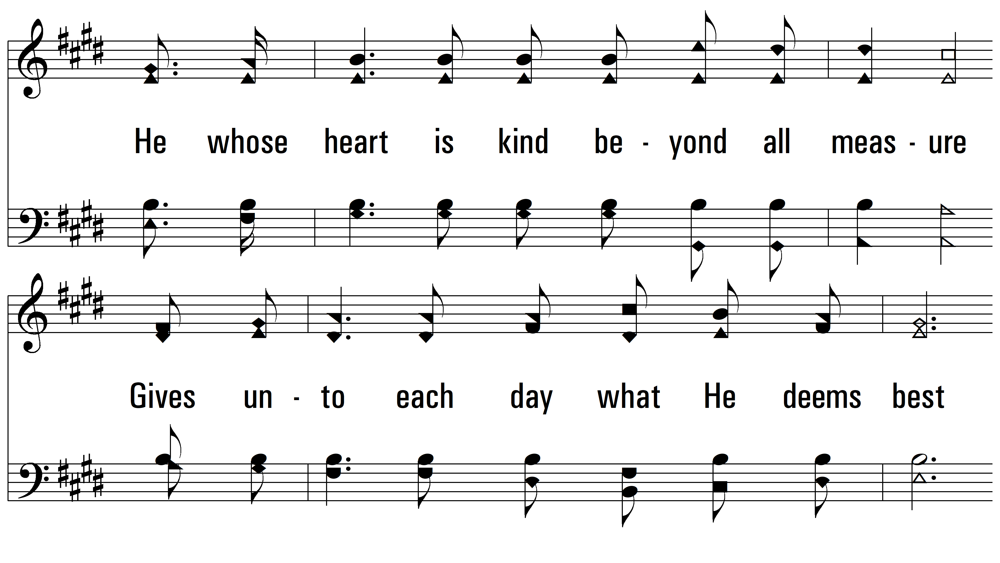 He whose heart is kind be - yond all meas - ure
Gives un - to each day what He deems best